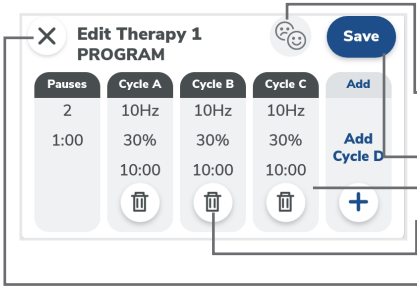 Edit Therapy 1
PROGRAM
Save
Pauses Cycle A Cycle B Cycle C Add
2 10Hz 10Hz 10Hz
1:00 30% 30% 30%
10:00 10:00 10:00
Add
Cycle D